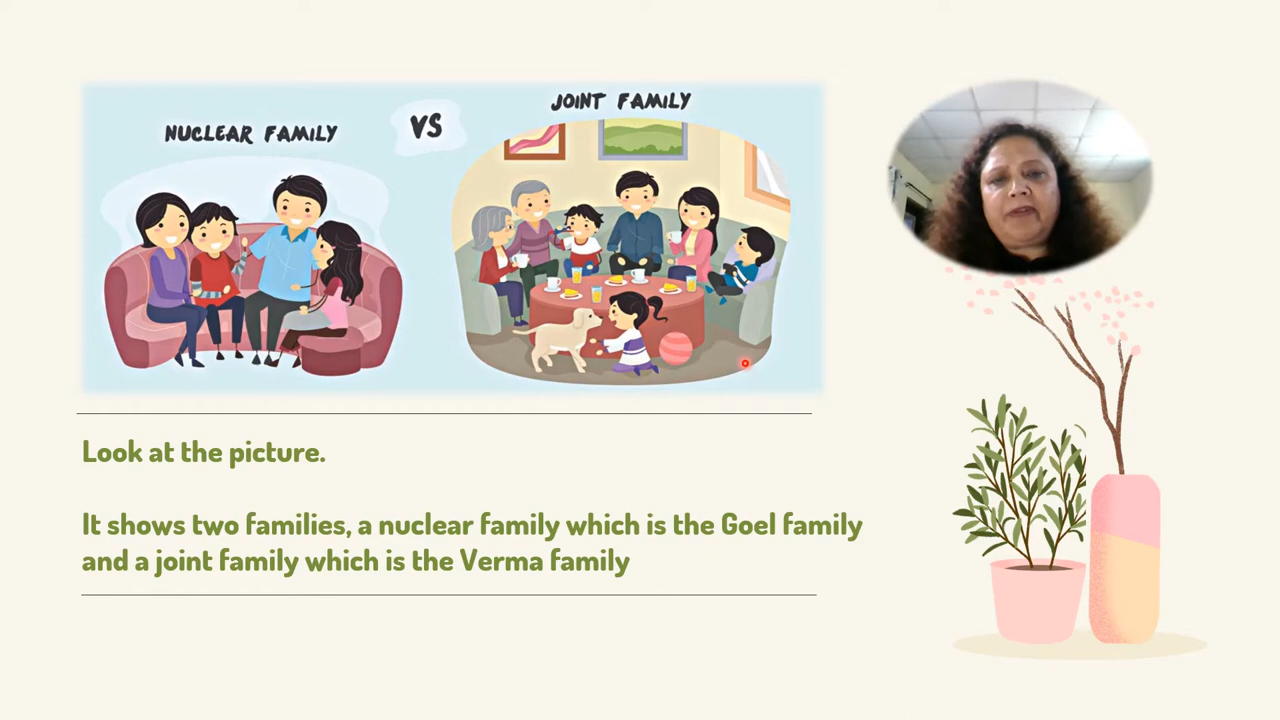 NUCLEAR FAMILY
VS
JOINT FAMILY
Look at the picture.
It shows two families, a nuclear family which is the Goel family
and a joint family which is the Verma family